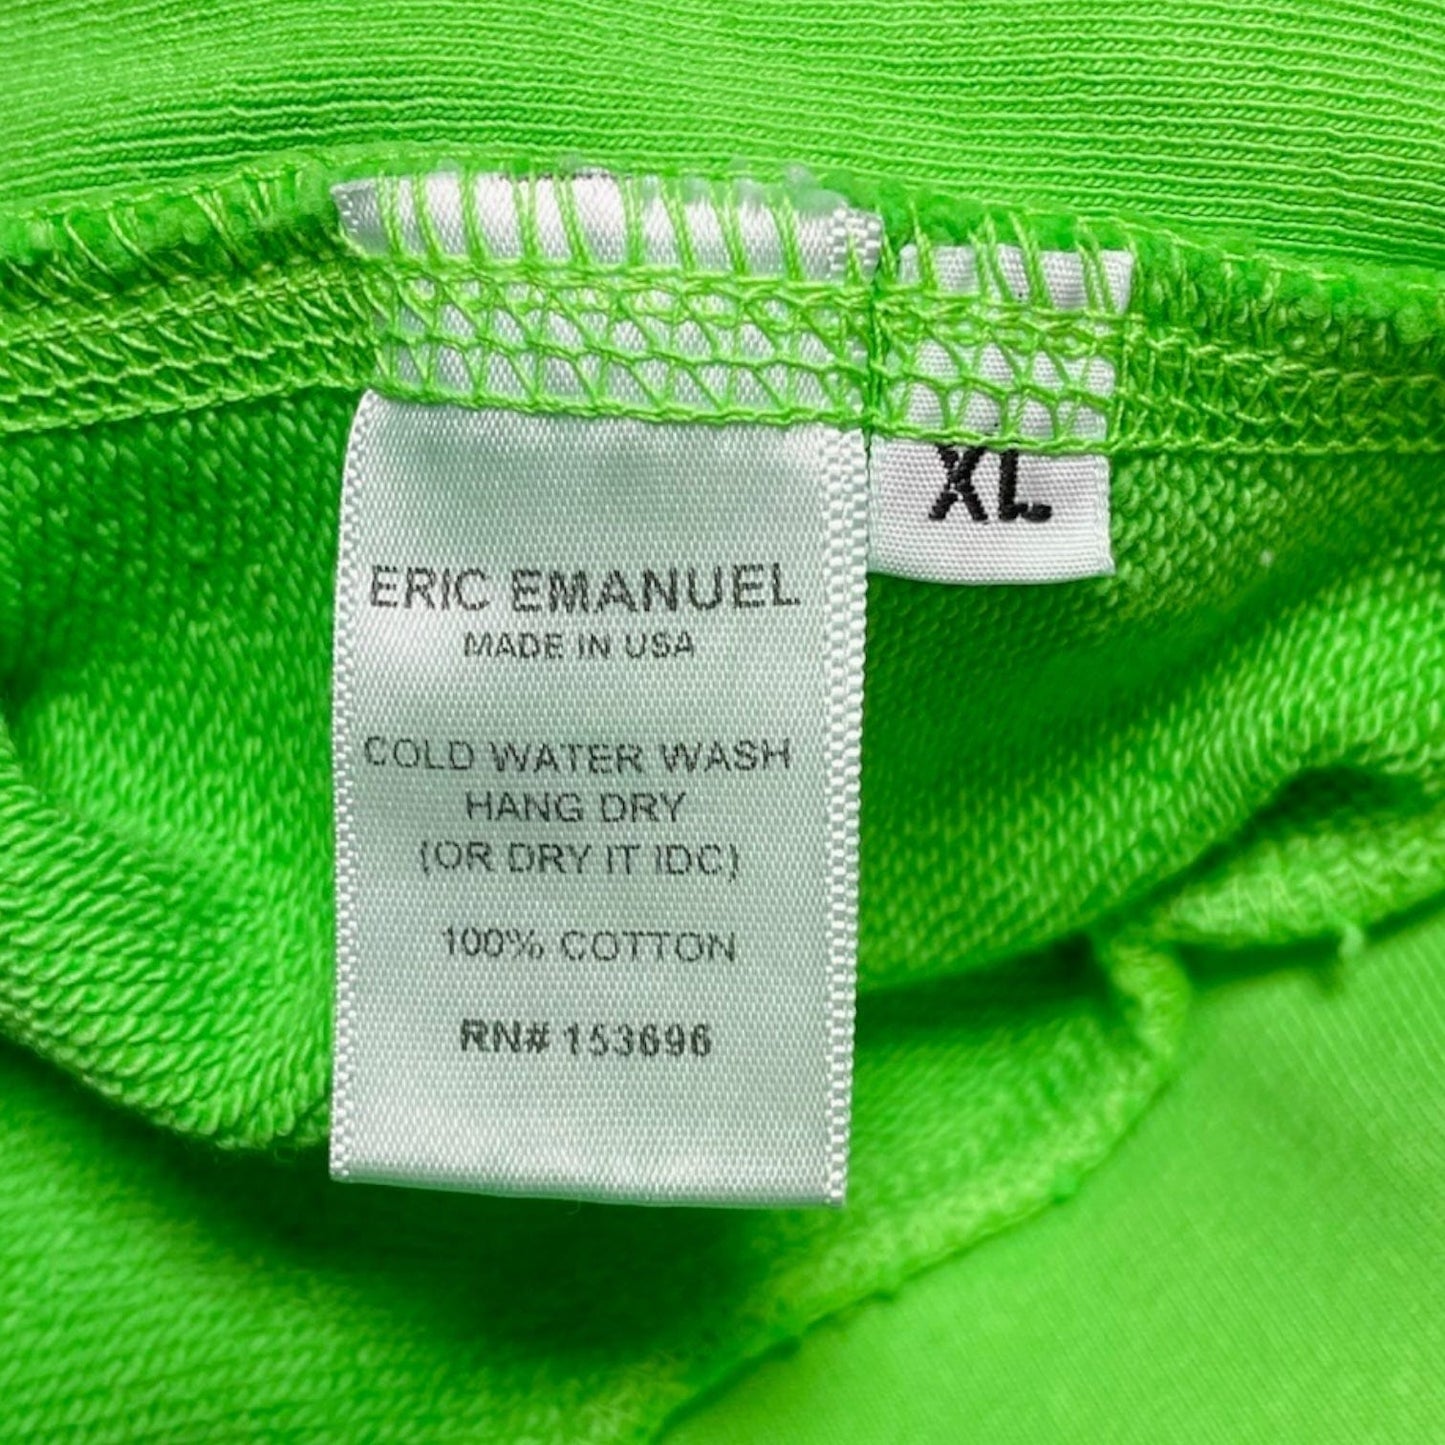 XL
ERIC EMANUEL
MADE IN USA
COLD WATER WASH
HANG DRY
(OR DRY IT IDC)
100% COTTON
RN# 153696